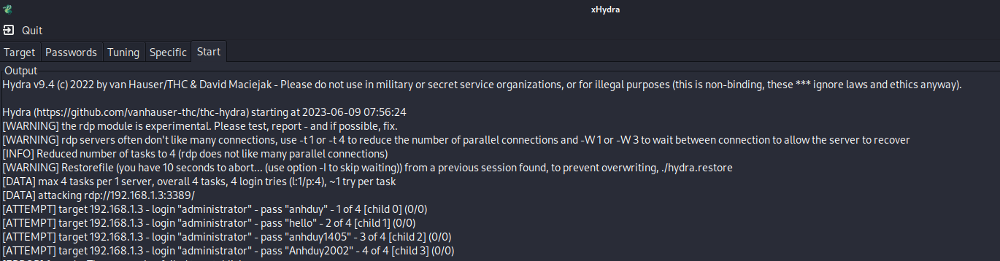 xHydra
Quit
Target Passwords Tuning Specific Start
Output
Hydra v9.4 (c) 2022 by van Hauser/THC & David Maciejak - Please do not use in military or secret service organizations, or for illegal purposes (this is non-binding, these *** ignore laws and ethics anyway).
Hydra (https://github.com/vanhauser-thc/thc-hydra) starting at 2023-06-09 07:56:24
[WARNING] the rdp module is experimental. Please test, report - and if possible, fix.
[WARNING] rdp servers often don't like many connections, use -t 1 or -t 4 to reduce the number of parallel connections and -W 1 or -W 3 to wait between connection to allow the server to recover
[INFO] Reduced number of tasks to 4 (rdp does not like many parallel connections)
[WARNING] Restorefile (you have 10 seconds to abort... (use option -I to skip waiting)) from a previous session found, to prevent overwriting, ./hydra.restore
[DATA] max 4 tasks per 1 server, overall 4 tasks, 4 login tries (l:1/p:4), ~1 try per task
[DATA] attacking rdp://192.168.1.3:3389/
[ATTEMPT] target 192.168.1.3 - login "administrator" - pass "anhduy" - 1 of 4 [child 0] (0/0)
[ATTEMPT] target 192.168.1.3 - login "administrator" - pass "hello" - 2 of 4 [child 1] (0/0)
[ATTEMPT] target 192.168.1.3 - login "administrator" - pass "anhduy1405" - 3 of 4 [child 2] (0/0)
[ATTEMPT] target 192.168.1.3 - login "administrator" - pass "Anhduy2002" - 4 of 4 [child 3] (0/0)